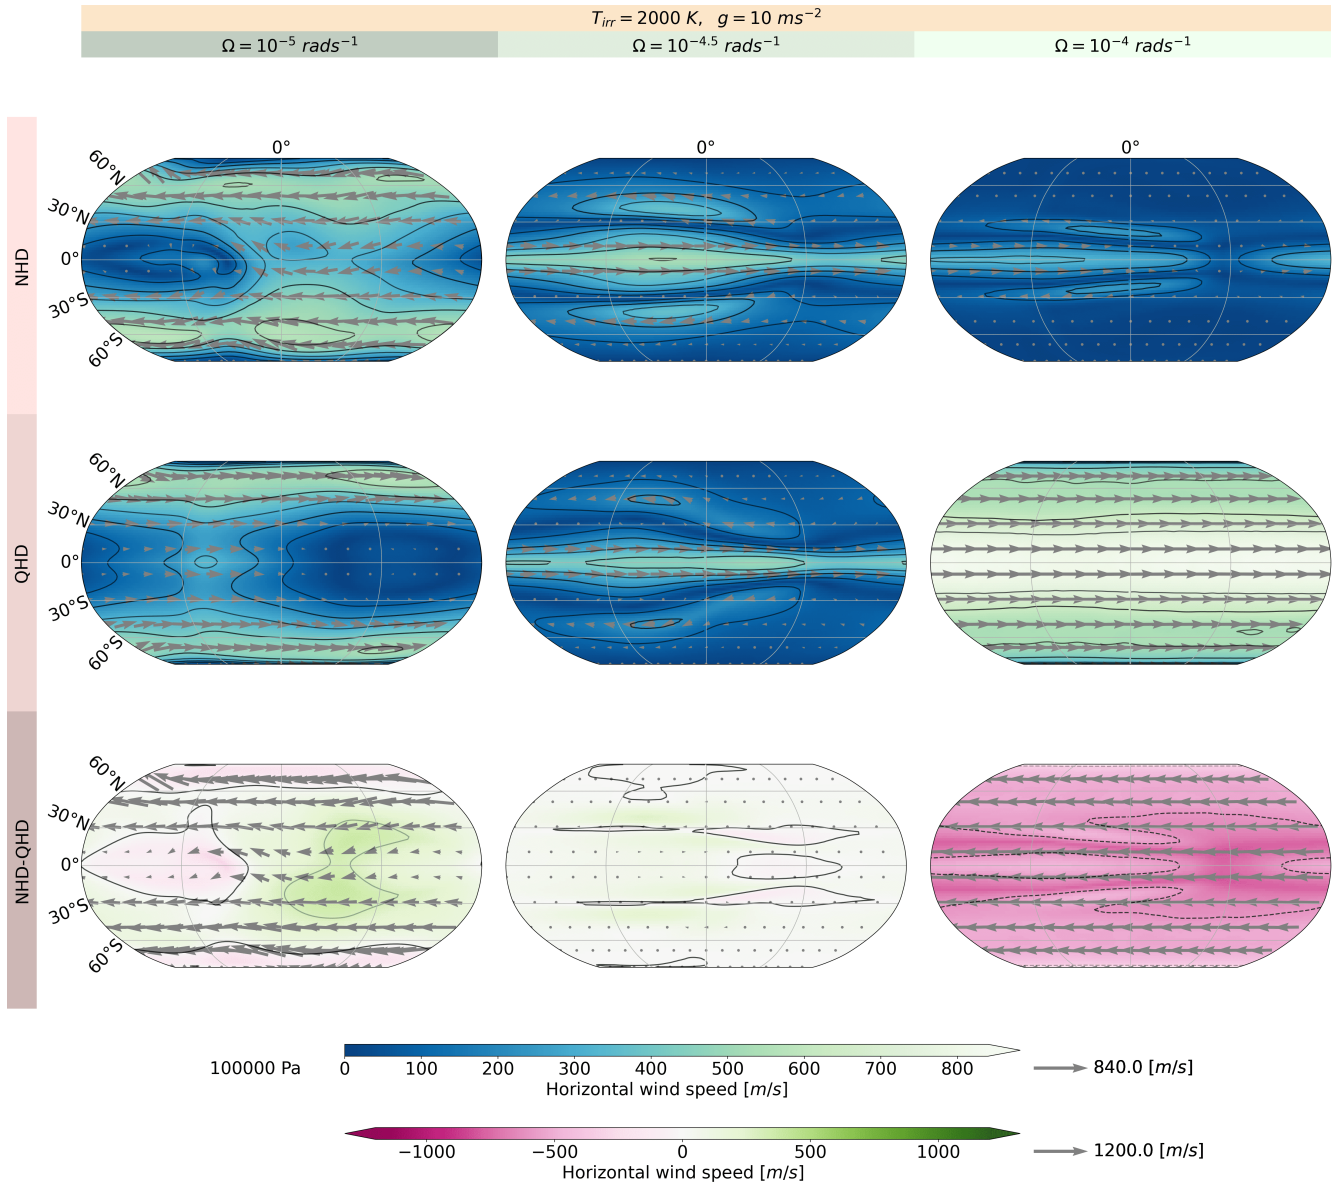 T_irr = 2000 K, g = 10 ms⁻²
Ω = 10⁻⁵ rads⁻¹
Ω = 10⁻⁴·⁵ rads⁻¹
Ω = 10⁻⁴ rads⁻¹
NHD
0°
0°
0°
60°N
30°N
0°
30°S
60°S
QHD
60°N
30°N
0°
30°S
60°S
NHD-QHD
60°N
30°N
0°
30°S
60°S
100000 Pa
0 100 200 300 400 500 600 700 800
Horizontal wind speed [m/s]
840.0 [m/s]
−1000 −500 0 500 1000
Horizontal wind speed [m/s]
1200.0 [m/s]